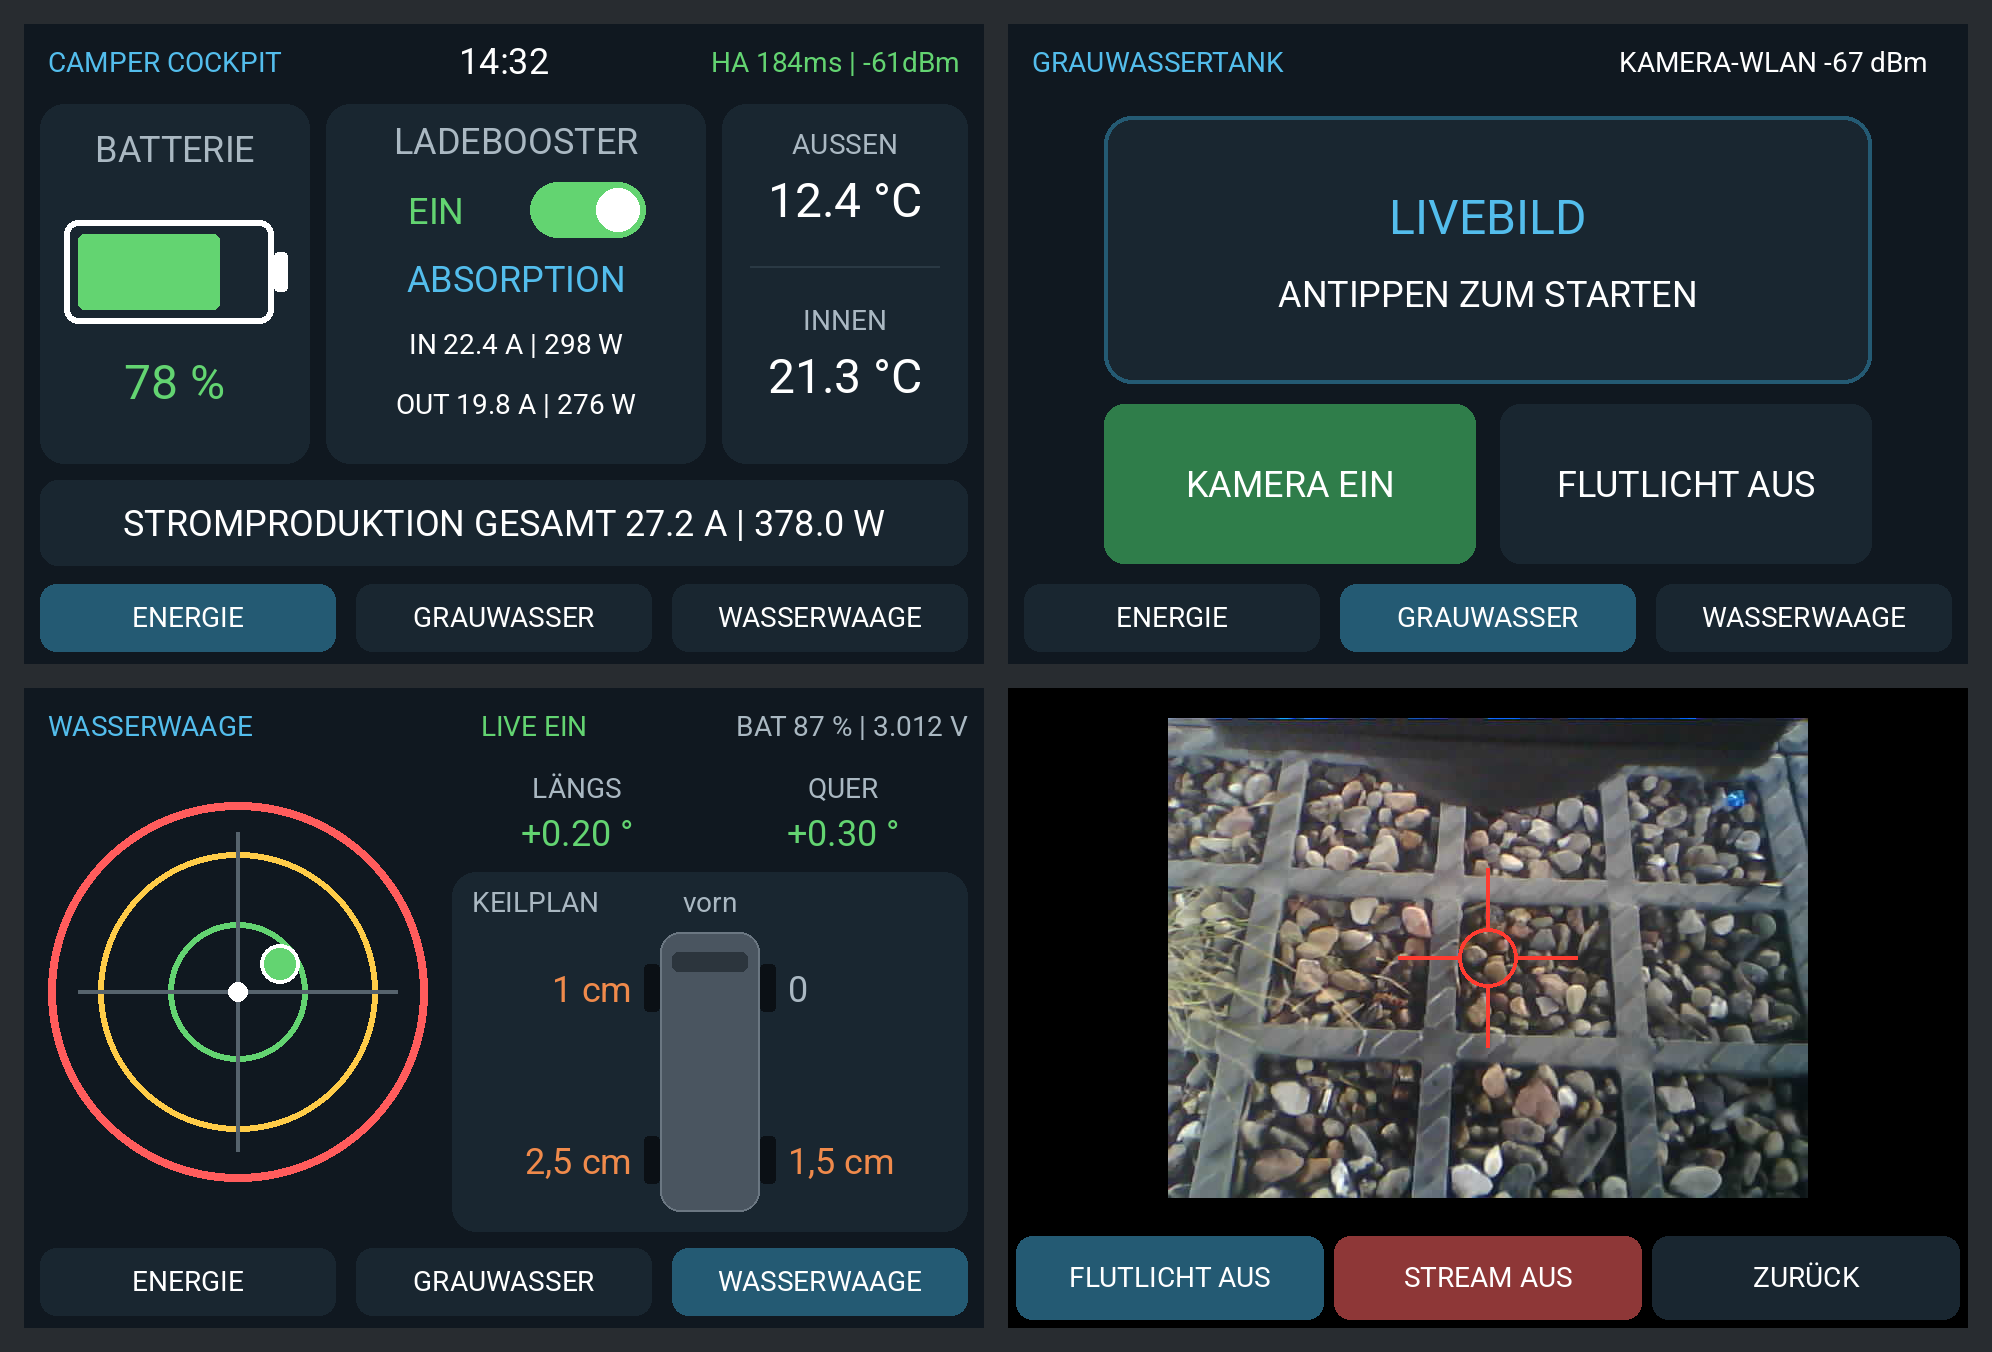 CAMPER COCKPIT
14:32
HA 184ms | -61dBm
BATTERIE
78 %
LADEBOOSTER
EIN
ABSORPTION
IN 22.4 A | 298 W
OUT 19.8 A | 276 W
AUSSEN
12.4 °C
INNEN
21.3 °C
STROMPRODUKTION GESAMT 27.2 A | 378.0 W
ENERGIE
GRAUWASSER
WASSERWAAGE
GRAUWASSERTANK
KAMERA-WLAN -67 dBm
LIVEBILD
ANTIPPEN ZUM STARTEN
KAMERA EIN
FLUTLICHT AUS
ENERGIE
GRAUWASSER
WASSERWAAGE
WASSERWAAGE
LIVE EIN
BAT 87 % | 3.012 V
LÄNGS
+0.20 °
QUER
+0.30 °
KEILPLAN
vorn
1 cm
0
2,5 cm
1,5 cm
ENERGIE
GRAUWASSER
WASSERWAAGE
FLUTLICHT AUS
STREAM AUS
ZURÜCK